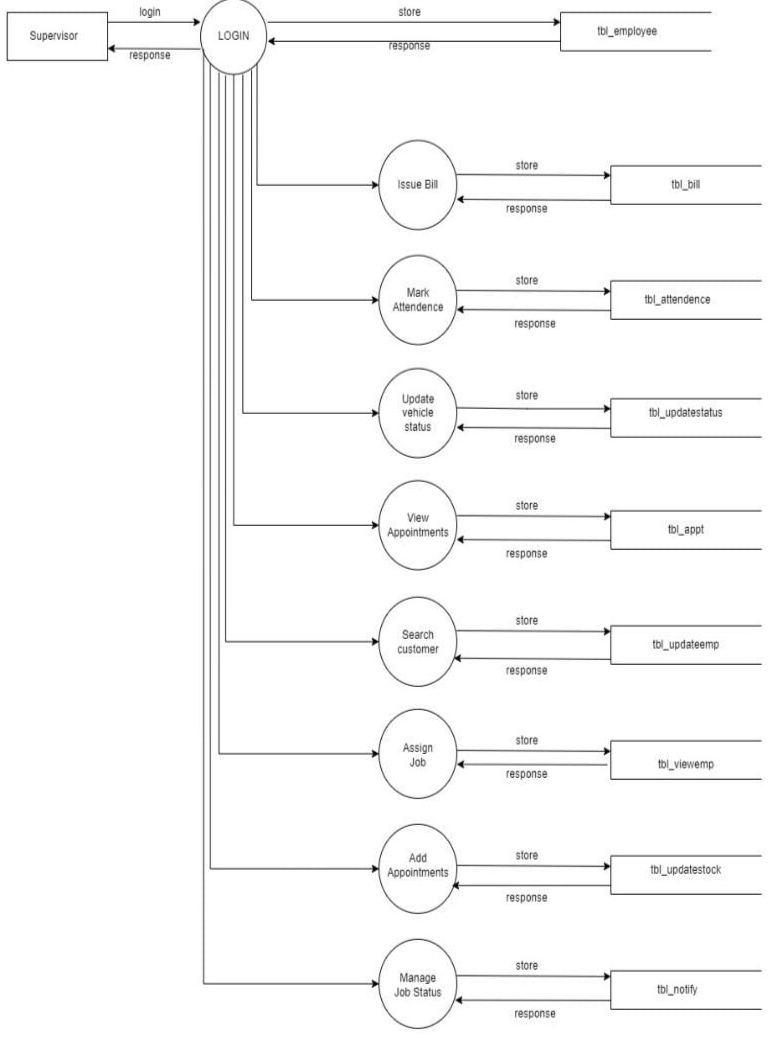 login
store
Supervisor
LOGIN
tbl_employee
response
response
store
Issue Bill
tbl_bill
response
store
Mark
Attendence
tbl_attendence
response
store
Update
vehicle
status
tbl_updatestatus
response
store
View
Appointments
tbl_appt
response
store
Search
customer
tbl_updateemp
response
store
Assign
Job
tbl_viewemp
response
store
Add
Appointments
tbl_updatestock
response
store
Manage
Job Status
tbl_notify
response